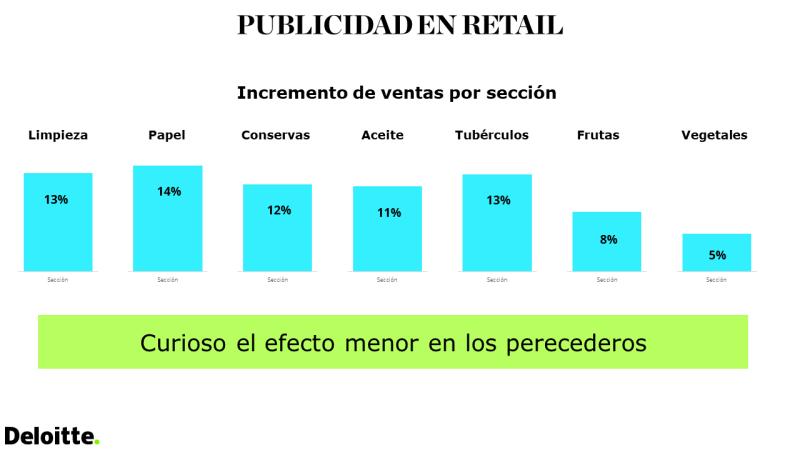 PUBLICIDAD EN RETAIL
Incremento de ventas por sección
Limpieza Papel Conservas Aceite Tubérculos Frutas Vegetales
13% 14% 12% 11% 13% 8% 5%
Sección Sección Sección Sección Sección Sección Sección
Curioso el efecto menor en los perecederos
Deloitte.